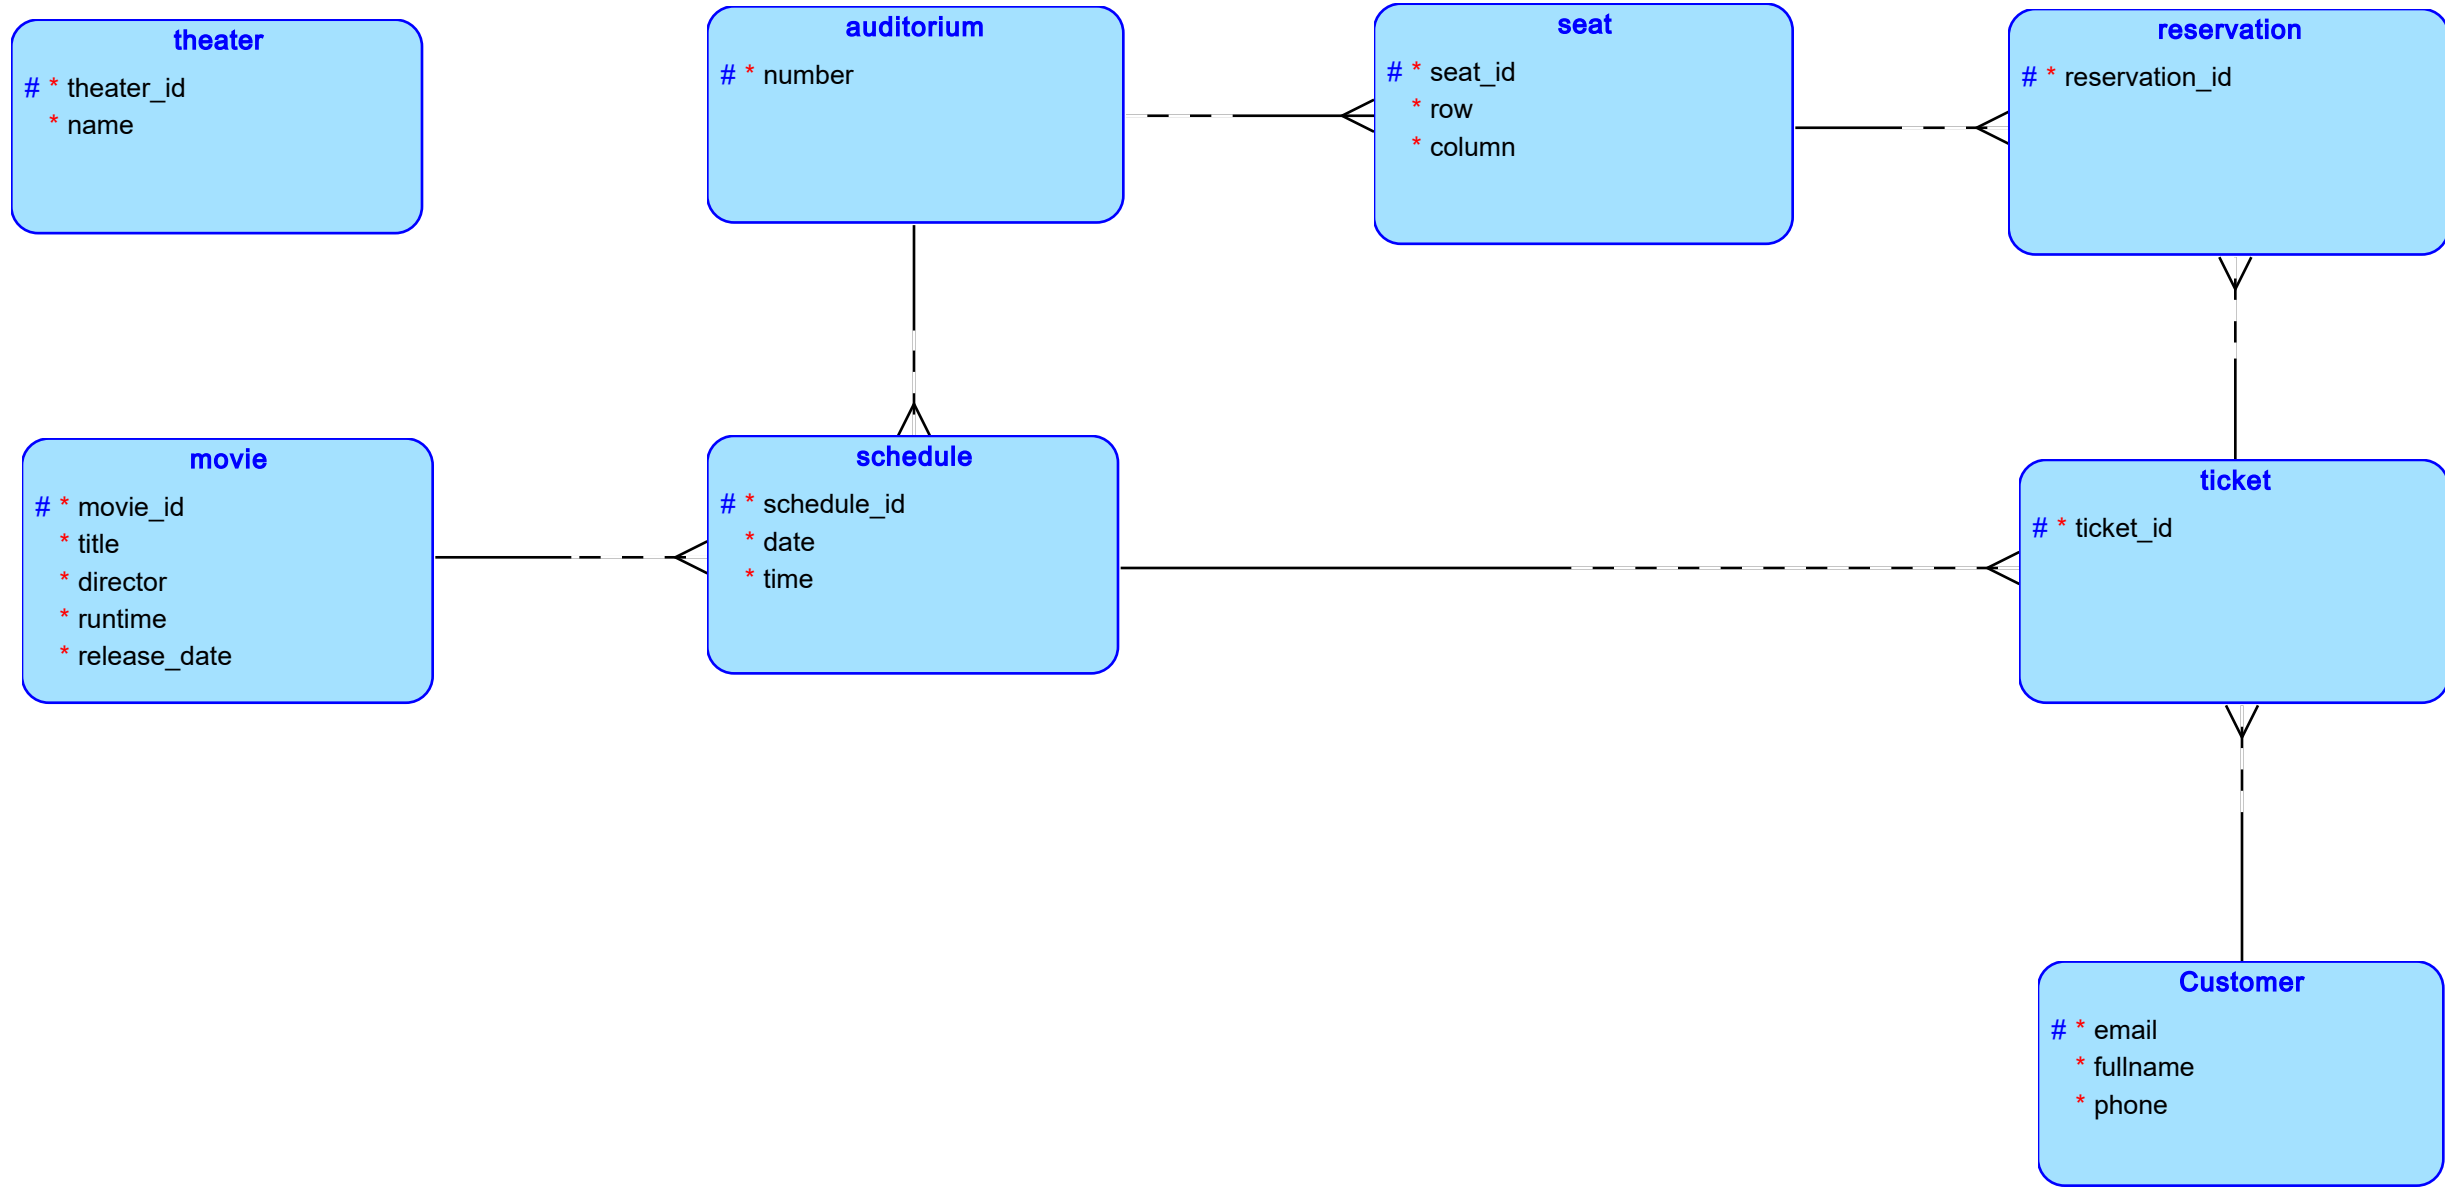 theater
# * theater_id
* name
auditorium
# * number
seat
# * seat_id
* row
* column
reservation
# * reservation_id
movie
# * movie_id
* title
* director
* runtime
* release_date
schedule
# * schedule_id
* date
* time
ticket
# * ticket_id
Customer
# * email
* fullname
* phone